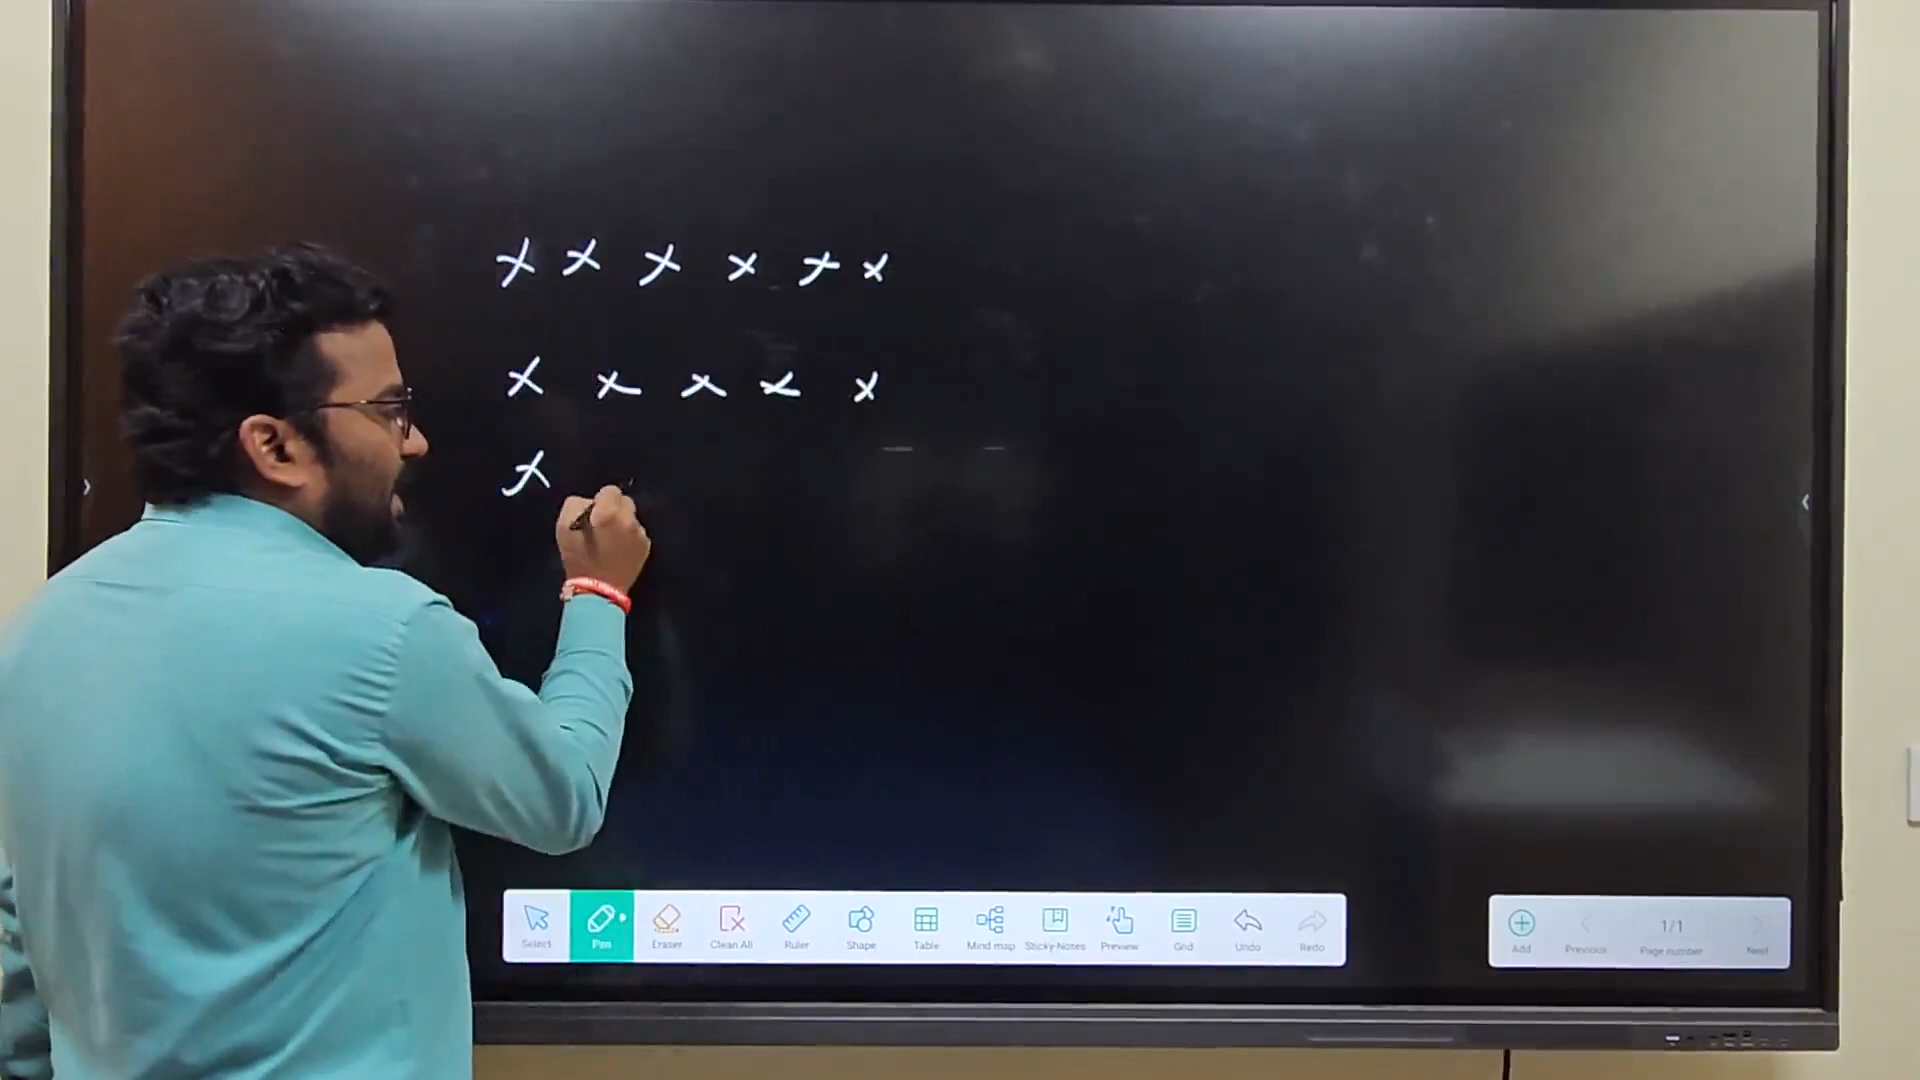 x x x x x x
x x x x x
x
Select Pen Eraser Clean All Ruler Shape Table Mind map Sticky-Notes Preview Grid Undo Redo
Add Previous 1/1 Page number Next